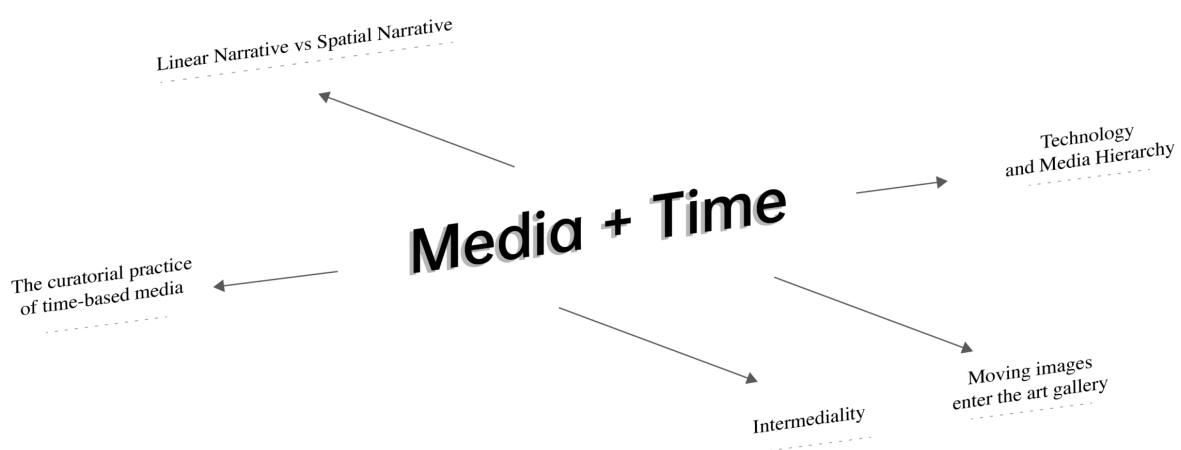 Linear Narrative vs Spatial Narrative
Technology
and Media Hierarchy
Media + Time
The curatorial practice
of time-based media
Moving images
enter the art gallery
Intermediality